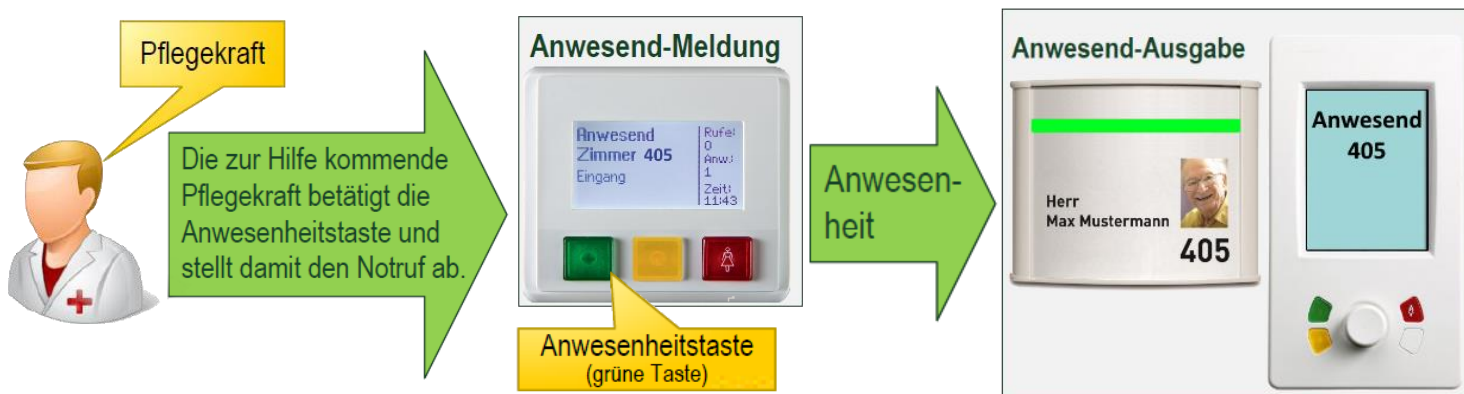 Pflegekraft
Die zur Hilfe kommende
Pflegekraft betätigt die
Anwesenheitstaste und
stellt damit den Notruf ab.
Anwesend-Meldung
Anwesend
Zimmer 405
Eingang
Rufe:
0
Anw.:
1
Zeit:
11:43
Anwesenheitstaste
(grüne Taste)
Anwesen-
heit
Anwesend-Ausgabe
Herr
Max Mustermann
405
Anwesend
405